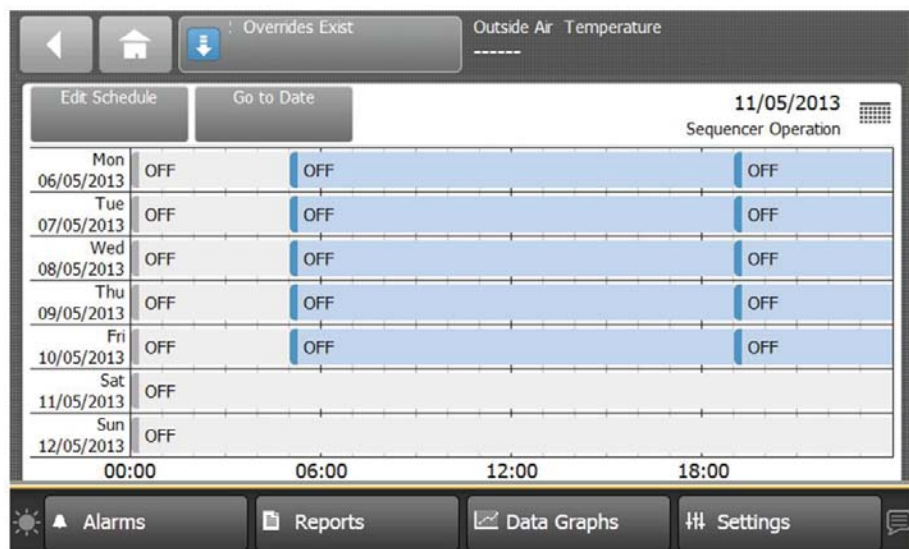 : Overrides Exist
Outside Air Temperature
------
Edit Schedule
Go to Date
11/05/2013
Sequencer Operation
Mon
06/05/2013
OFF OFF OFF
Tue
07/05/2013
OFF OFF OFF
Wed
08/05/2013
OFF OFF OFF
Thu
09/05/2013
OFF OFF OFF
Fri
10/05/2013
OFF OFF OFF
Sat
11/05/2013
OFF
Sun
12/05/2013
OFF
00:00 06:00 12:00 18:00
Alarms
Reports
Data Graphs
Settings